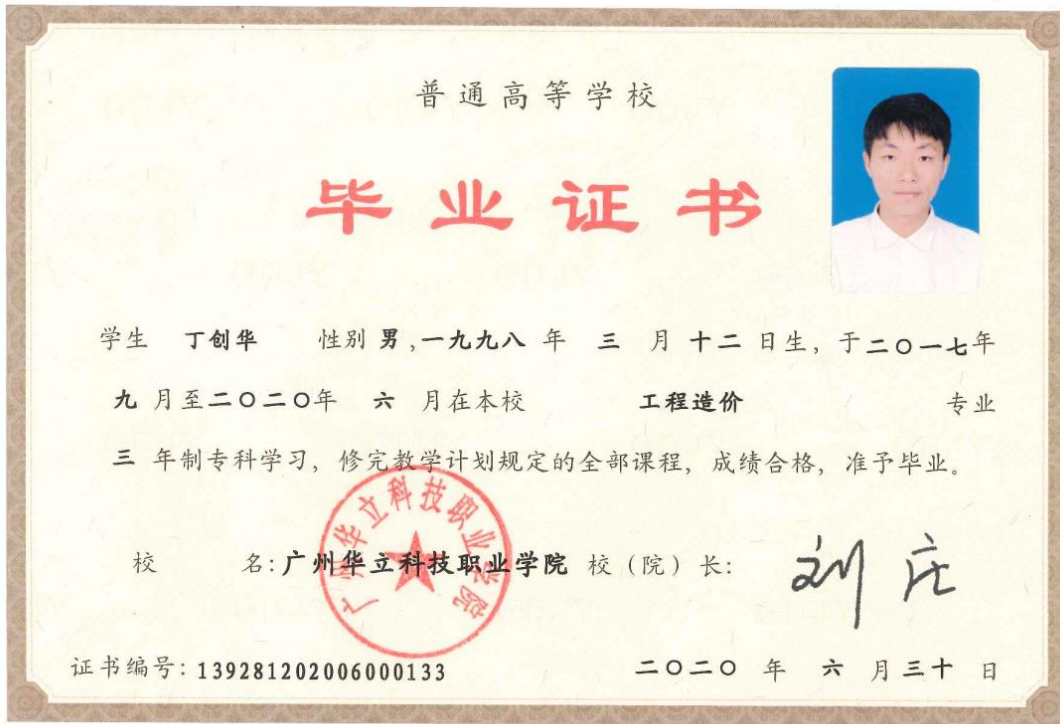 普通高等学校
毕业证书
学生 丁创华 性别 男,一九九八 年 三 月 十二 日生, 于二〇一七年
九 月至二〇二〇年 六 月在本校 工程造价 专业
三 年制专科学习, 修完教学计划规定的全部课程, 成绩合格, 准予毕业。
广州华立科技职业学院
校 名:广州华立科技职业学院 校(院)长: 刘庄
证书编号:139281202006000133 二〇二〇 年 六 月三十 日